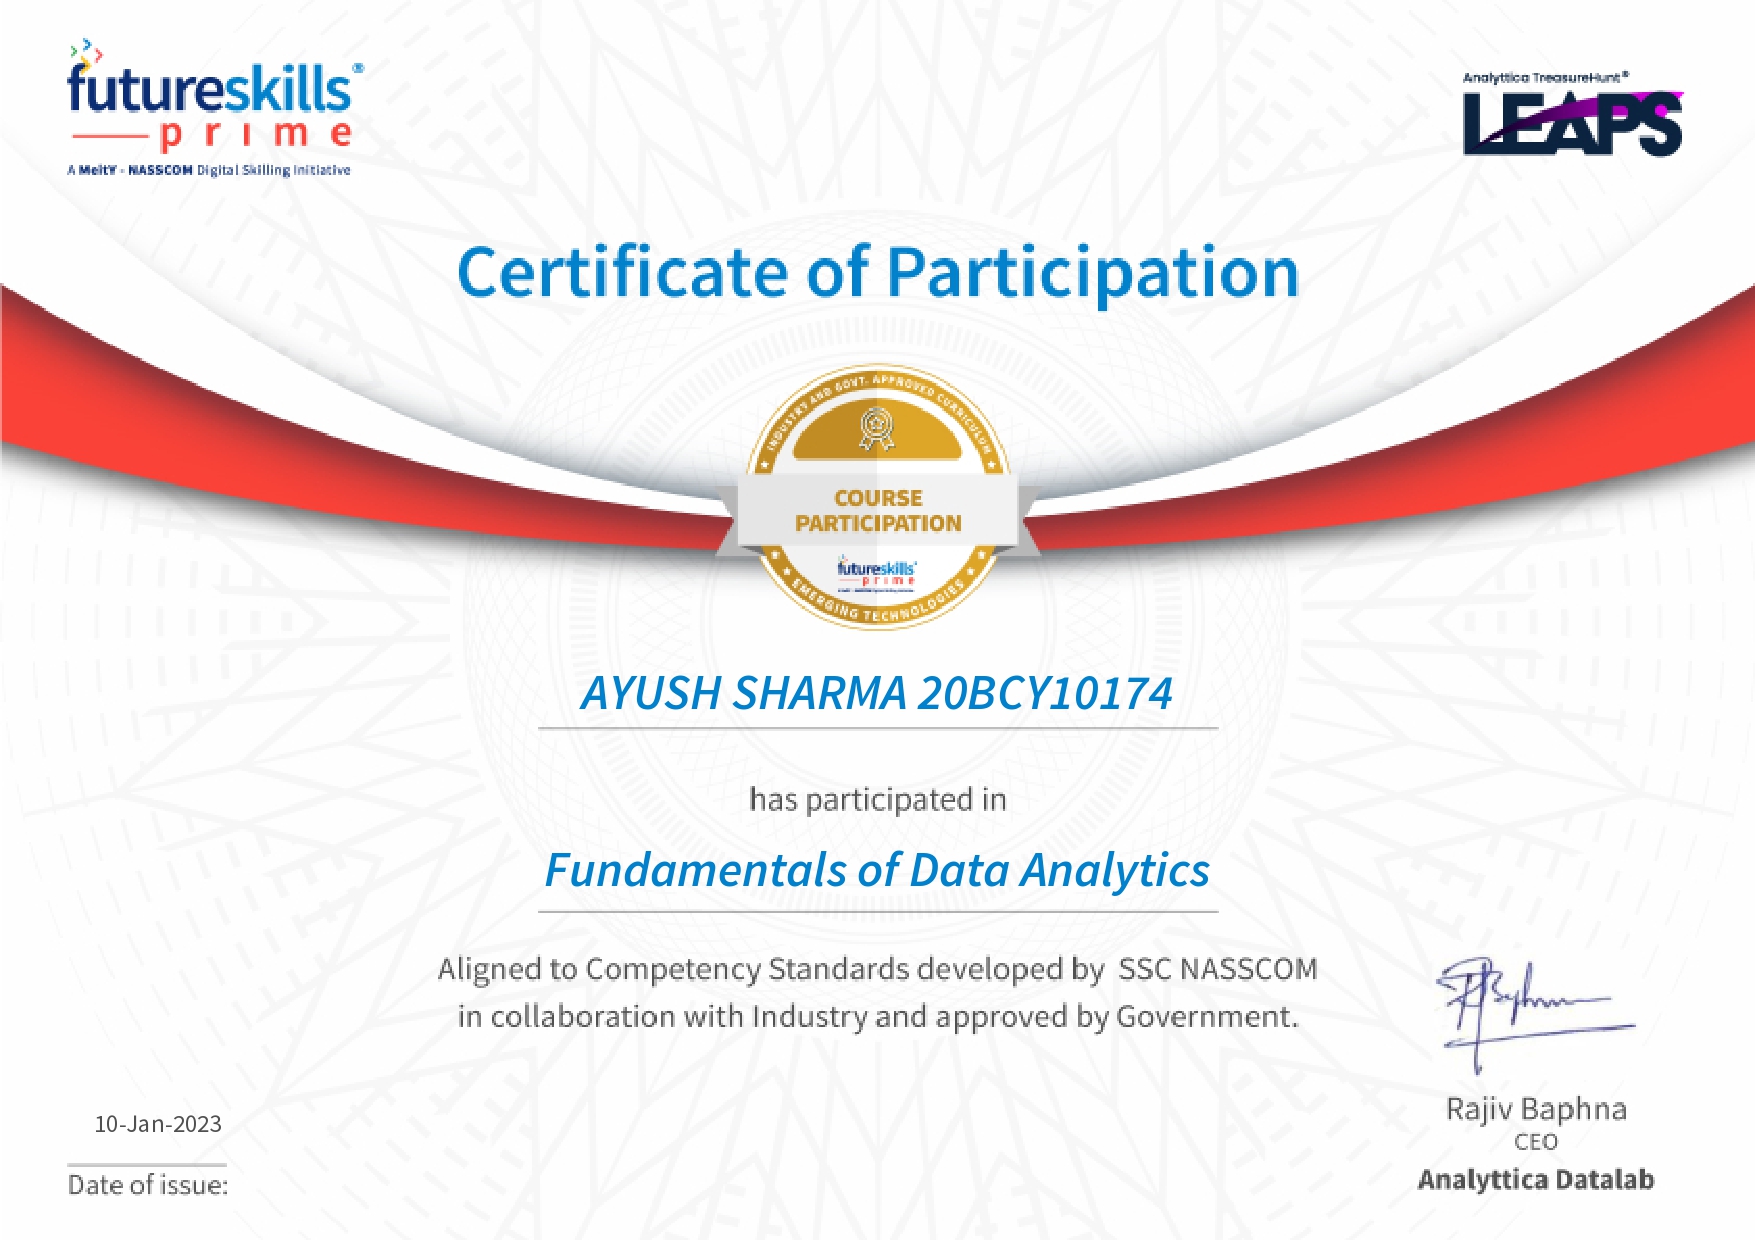 futureskills®
prime
A MeitY - NASSCOM Digital Skilling Initiative
Analyttica TreasureHunt®
LEAPS
Certificate of Participation
INDUSTRY AND GOVT. APPROVED CURRICULUM
COURSE
PARTICIPATION
futureskills®
prime
EMERGING TECHNOLOGIES
AYUSH SHARMA 20BCY10174
has participated in
Fundamentals of Data Analytics
Aligned to Competency Standards developed by SSC NASSCOM
in collaboration with Industry and approved by Government.
10-Jan-2023
Date of issue:
Rajiv Baphna
CEO
Analyttica Datalab